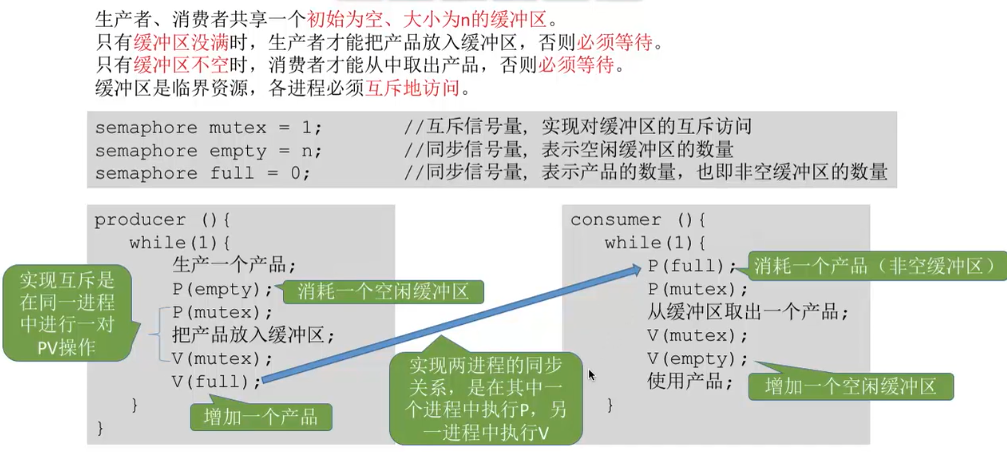 生产者、消费者共享一个初始为空、大小为n的缓冲区。
只有缓冲区没满时，生产者才能把产品放入缓冲区，否则必须等待。
只有缓冲区不空时，消费者才能从中取出产品，否则必须等待。
缓冲区是临界资源，各进程必须互斥地访问。
semaphore mutex = 1; //互斥信号量，实现对缓冲区的互斥访问
semaphore empty = n; //同步信号量，表示空闲缓冲区的数量
semaphore full = 0; //同步信号量，表示产品的数量，也即非空缓冲区的数量
producer (){
while(1){
生产一个产品;
P(empty);
消耗一个空闲缓冲区
P(mutex);
把产品放入缓冲区;
V(mutex);
V(full);
增加一个产品
}
}
实现互斥是
在同一进程
中进行一对
PV操作
实现两进程的同步
关系，是在其中一
个进程中执行P，另
一进程中执行V
consumer (){
while(1){
P(full);
消耗一个产品（非空缓冲区）
P(mutex);
从缓冲区取出一个产品;
V(mutex);
V(empty);
增加一个空闲缓冲区
使用产品;
}
}